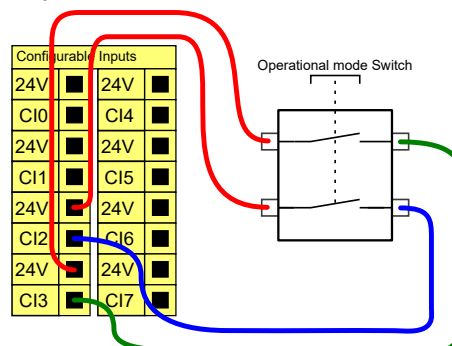 Configurable Inputs
Operational mode Switch
24V 24V
CI0 CI4
24V 24V
CI1 CI5
24V 24V
CI2 CI6
24V 24V
CI3 CI7